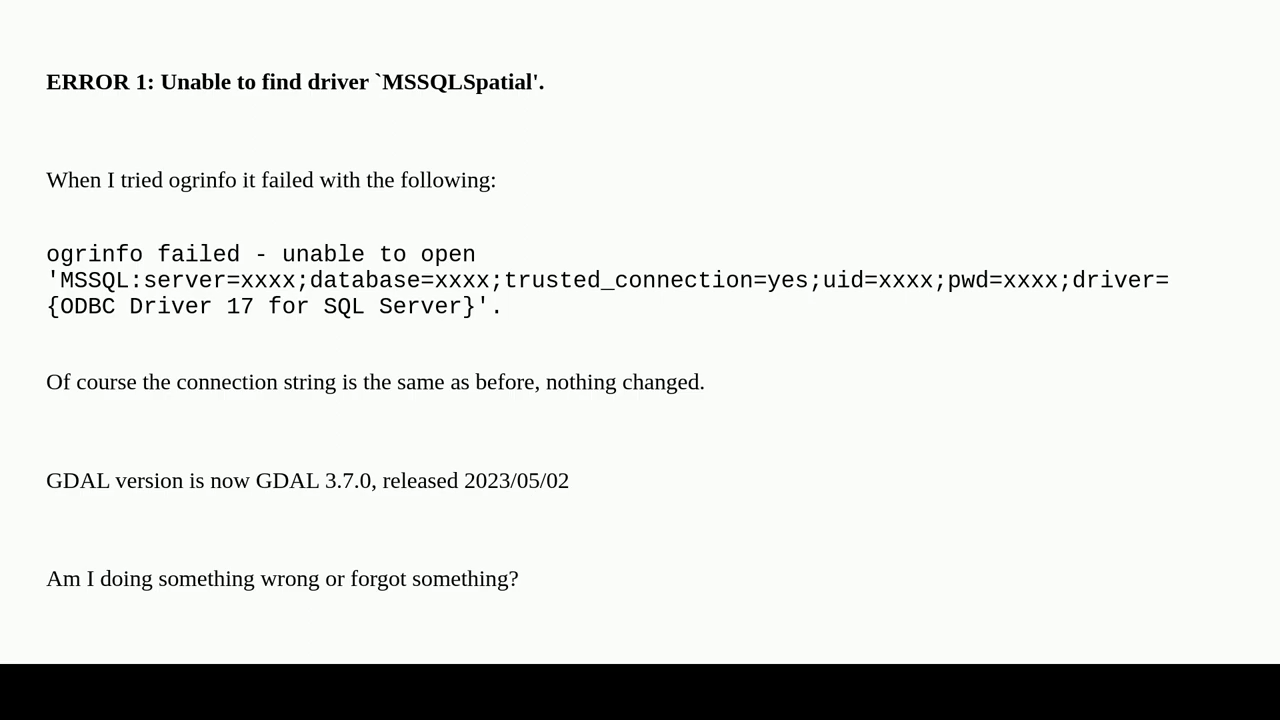 ERROR 1: Unable to find driver `MSSQLSpatial'.
When I tried ogrinfo it failed with the following:
ogrinfo failed - unable to open
'MSSQL:server=xxxx;database=xxxx;trusted_connection=yes;uid=xxxx;pwd=xxxx;driver=
{ODBC Driver 17 for SQL Server}'.
Of course the connection string is the same as before, nothing changed.
GDAL version is now GDAL 3.7.0, released 2023/05/02
Am I doing something wrong or forgot something?